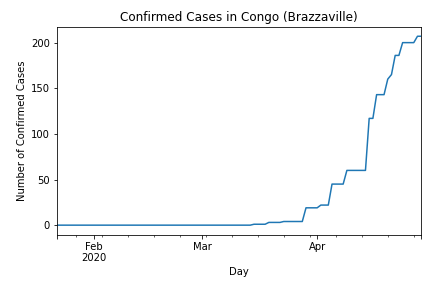 Confirmed Cases in Congo (Brazzaville)
Number of Confirmed Cases
200
150
100
50
0
Feb
2020
Mar
Apr
Day